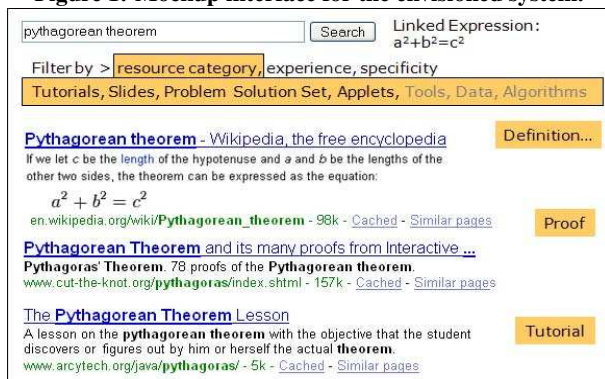 Figure 1: Mockup interface for the envisioned system.
pythagorean theorem Search Linked Expression:
a²+b²=c²
Filter by > resource category, experience, specificity
Tutorials, Slides, Problem Solution Set, Applets, Tools, Data, Algorithms
Pythagorean theorem - Wikipedia, the free encyclopedia Definition...
If we let c be the length of the hypotenuse and a and b be the lengths of the
other two sides, the theorem can be expressed as the equation:
a² + b² = c²
en.wikipedia.org/wiki/Pythagorean_theorem - 98k - Cached - Similar pages
Proof
Pythagorean Theorem and its many proofs from Interactive ...
Pythagoras' Theorem. 78 proofs of the Pythagorean theorem.
www.cut-the-knot.org/pythagoras/index.shtml - 157k - Cached - Similar pages
The Pythagorean Theorem Lesson
A lesson on the pythagorean theorem with the objective that the student Tutorial
discovers or figures out by him or herself the actual theorem.
www.arcytech.org/java/pythagoras/ - 5k - Cached - Similar pages